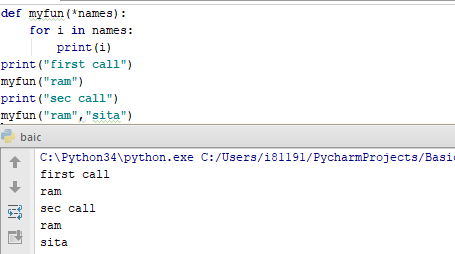 def myfun(*names):
    for i in names:
        print(i)
print("first call")
myfun("ram")
print("sec call")
myfun("ram","sita")
baic
C:\Python34\python.exe C:/Users/i81191/PycharmProjects/Basi
first call
ram
sec call
ram
sita